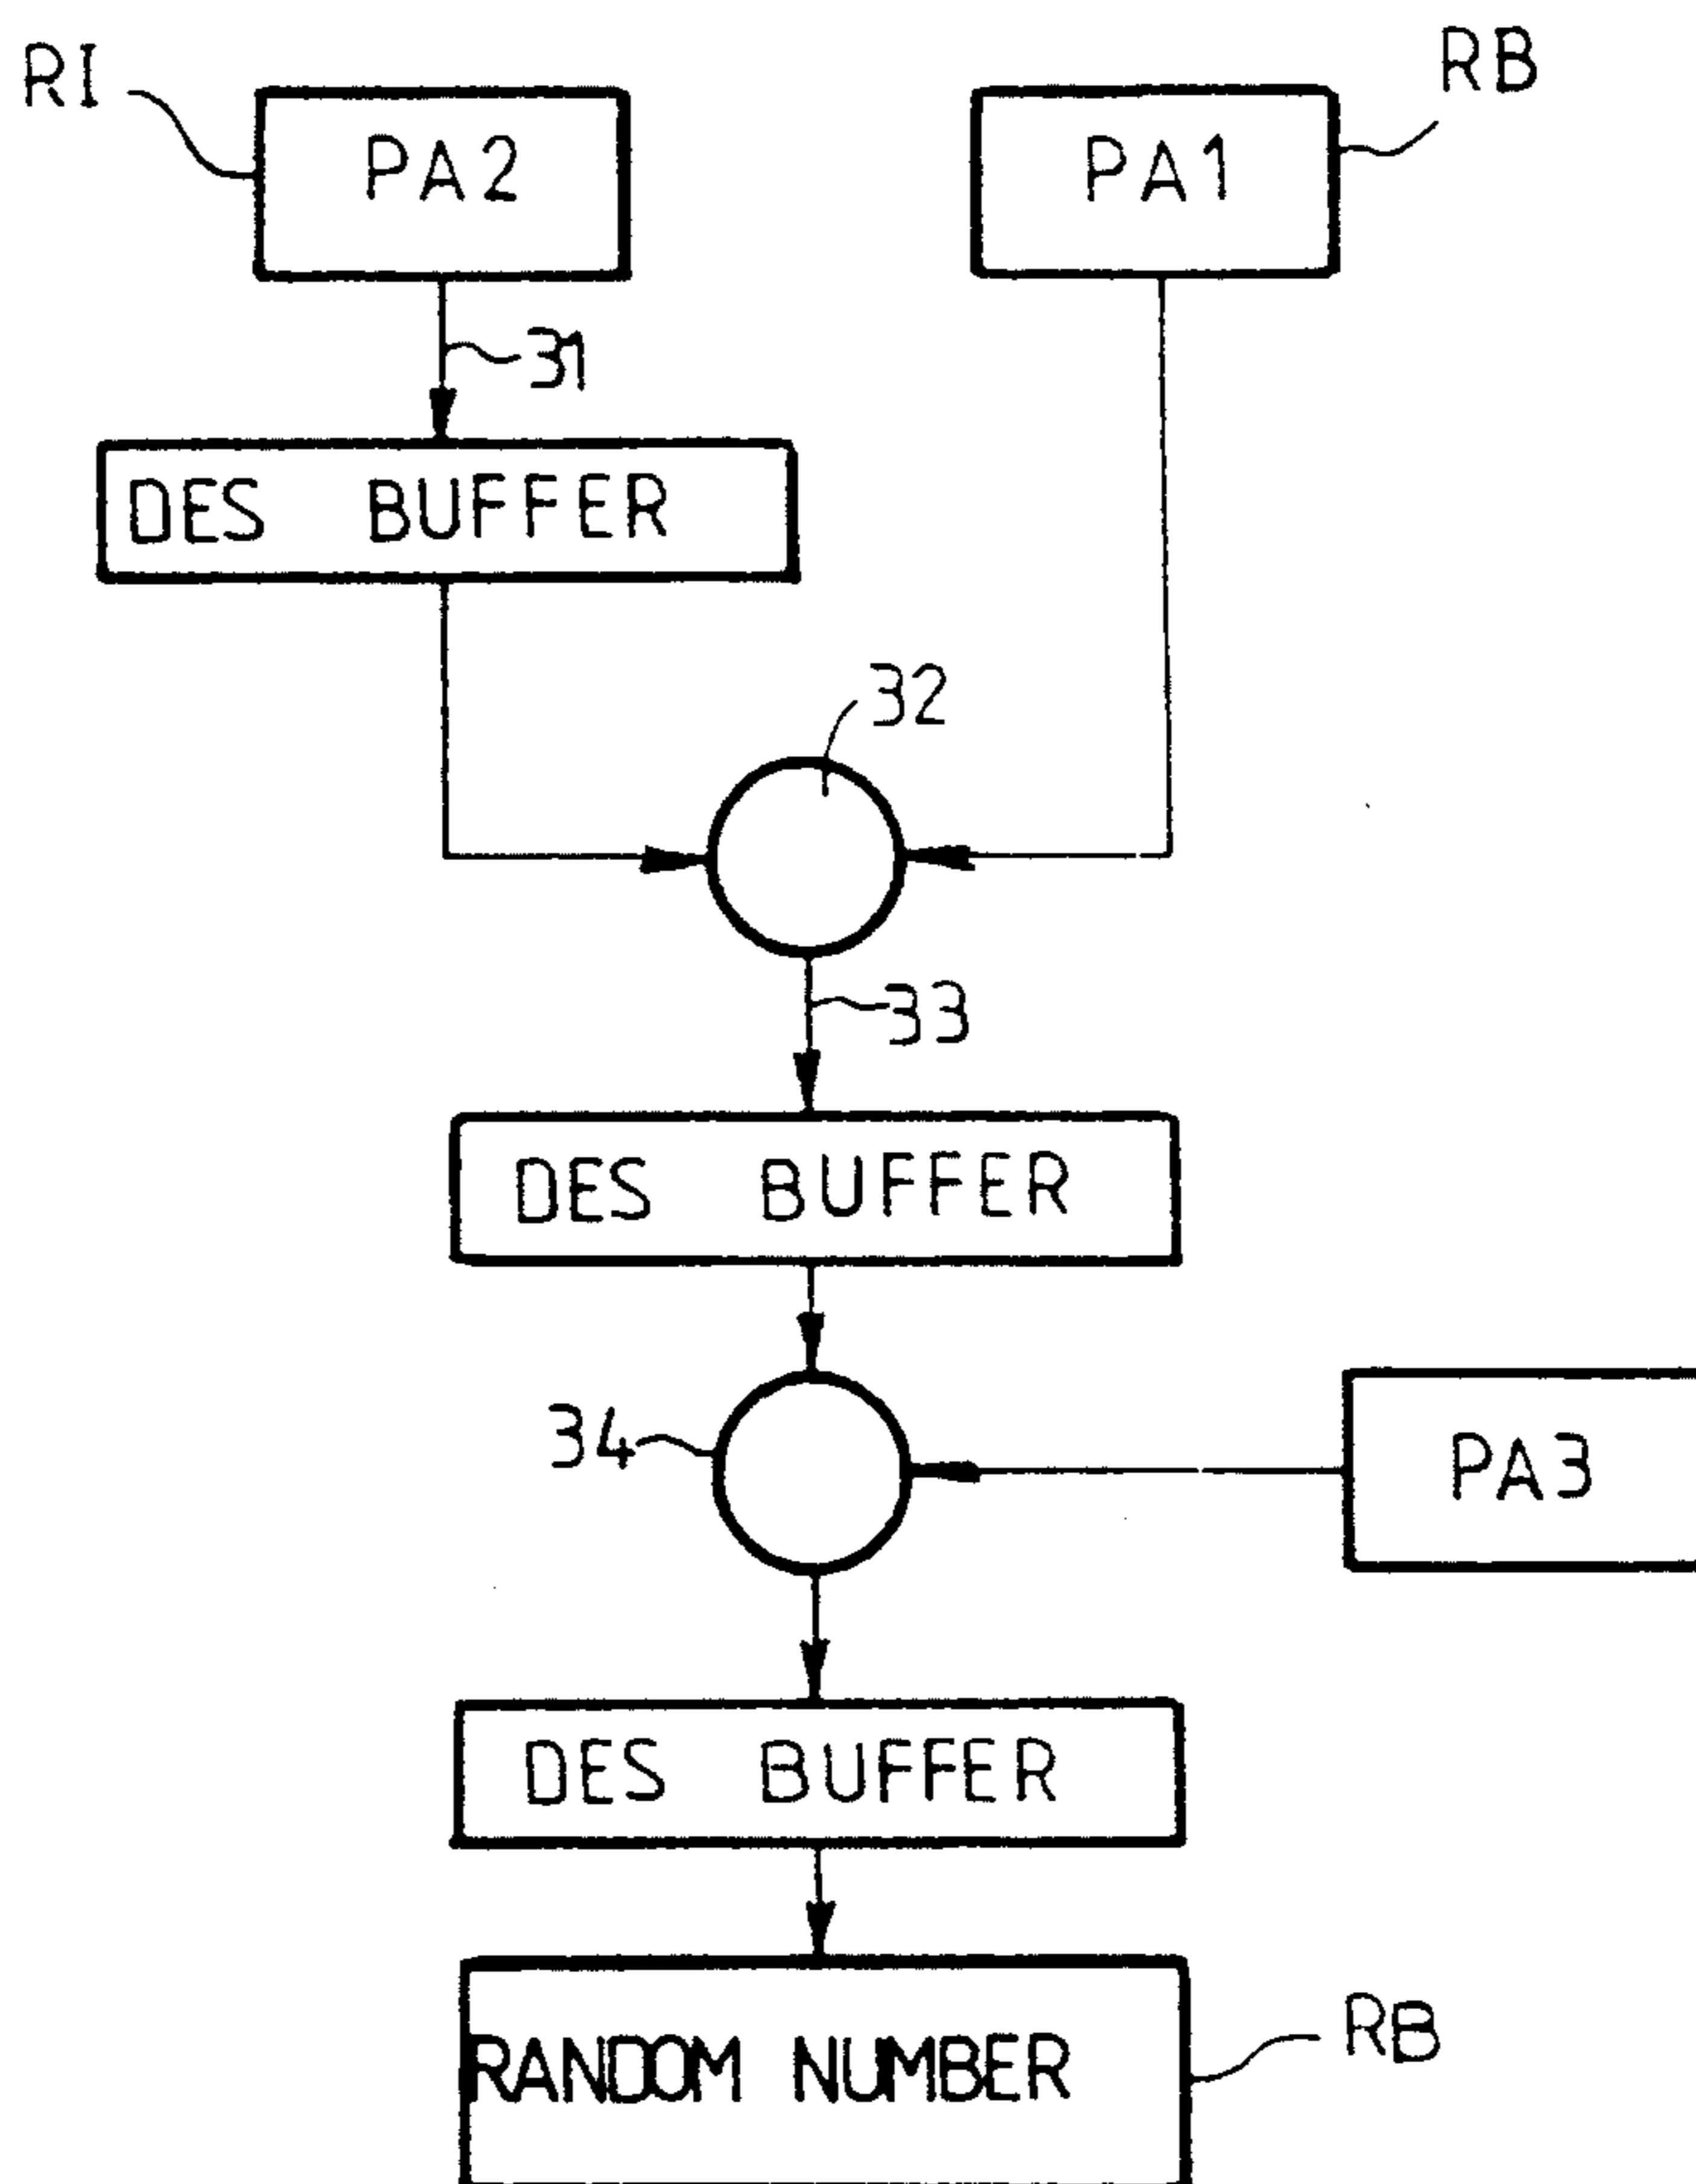 RI
PA2
PA1
RB
31
DES BUFFER
32
33
DES BUFFER
34
PA3
DES BUFFER
RANDOM NUMBER
RB